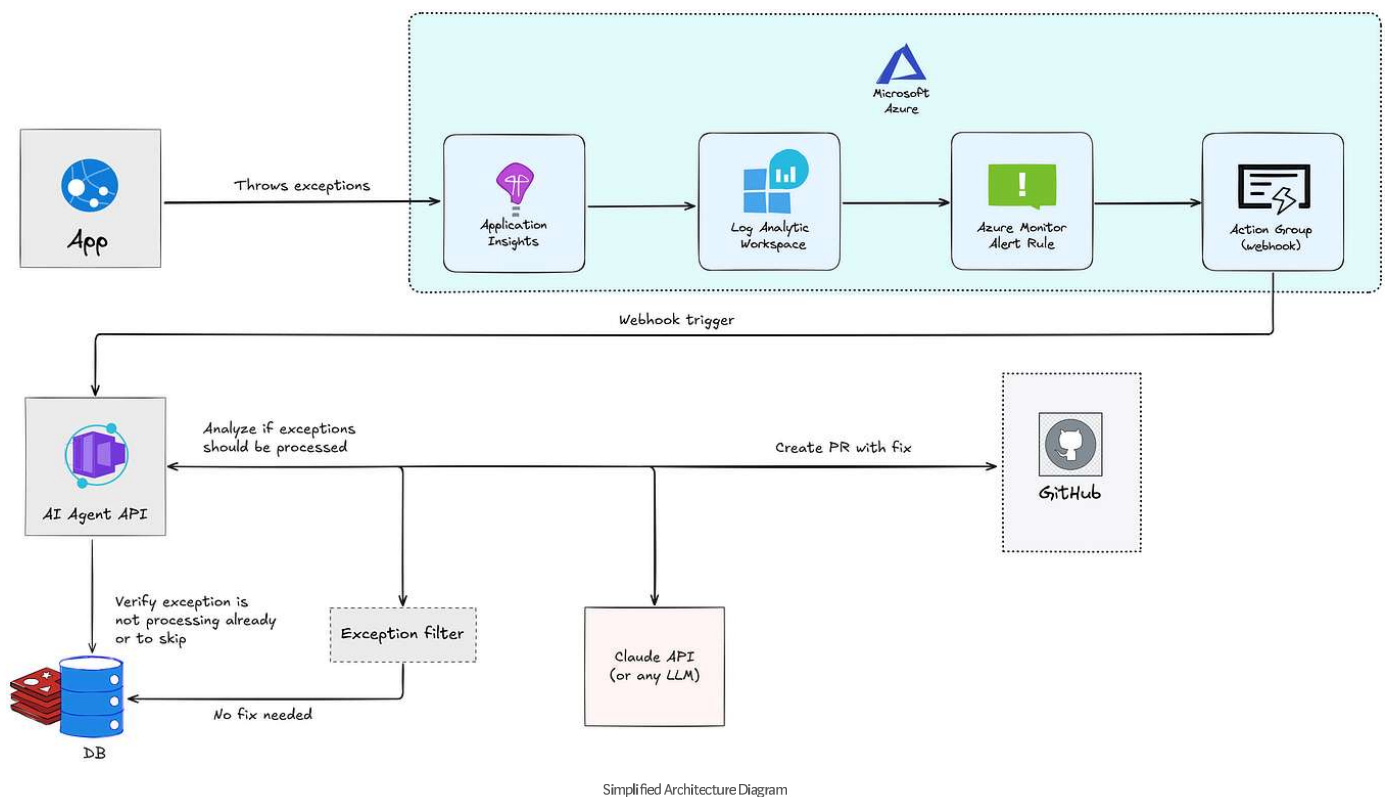 Microsoft
Azure
App
Throws exceptions
Application
Insights
Log Analytic
Workspace
Azure Monitor
Alert Rule
Action Group
(webhook)
Webhook trigger
AI Agent API
Analyze if exceptions
should be processed
Create PR with fix
GitHub
Verify exception is
not processing already
or to skip
Exception filter
Claude API
(or any LLM)
No fix needed
DB
Simplified Architecture Diagram